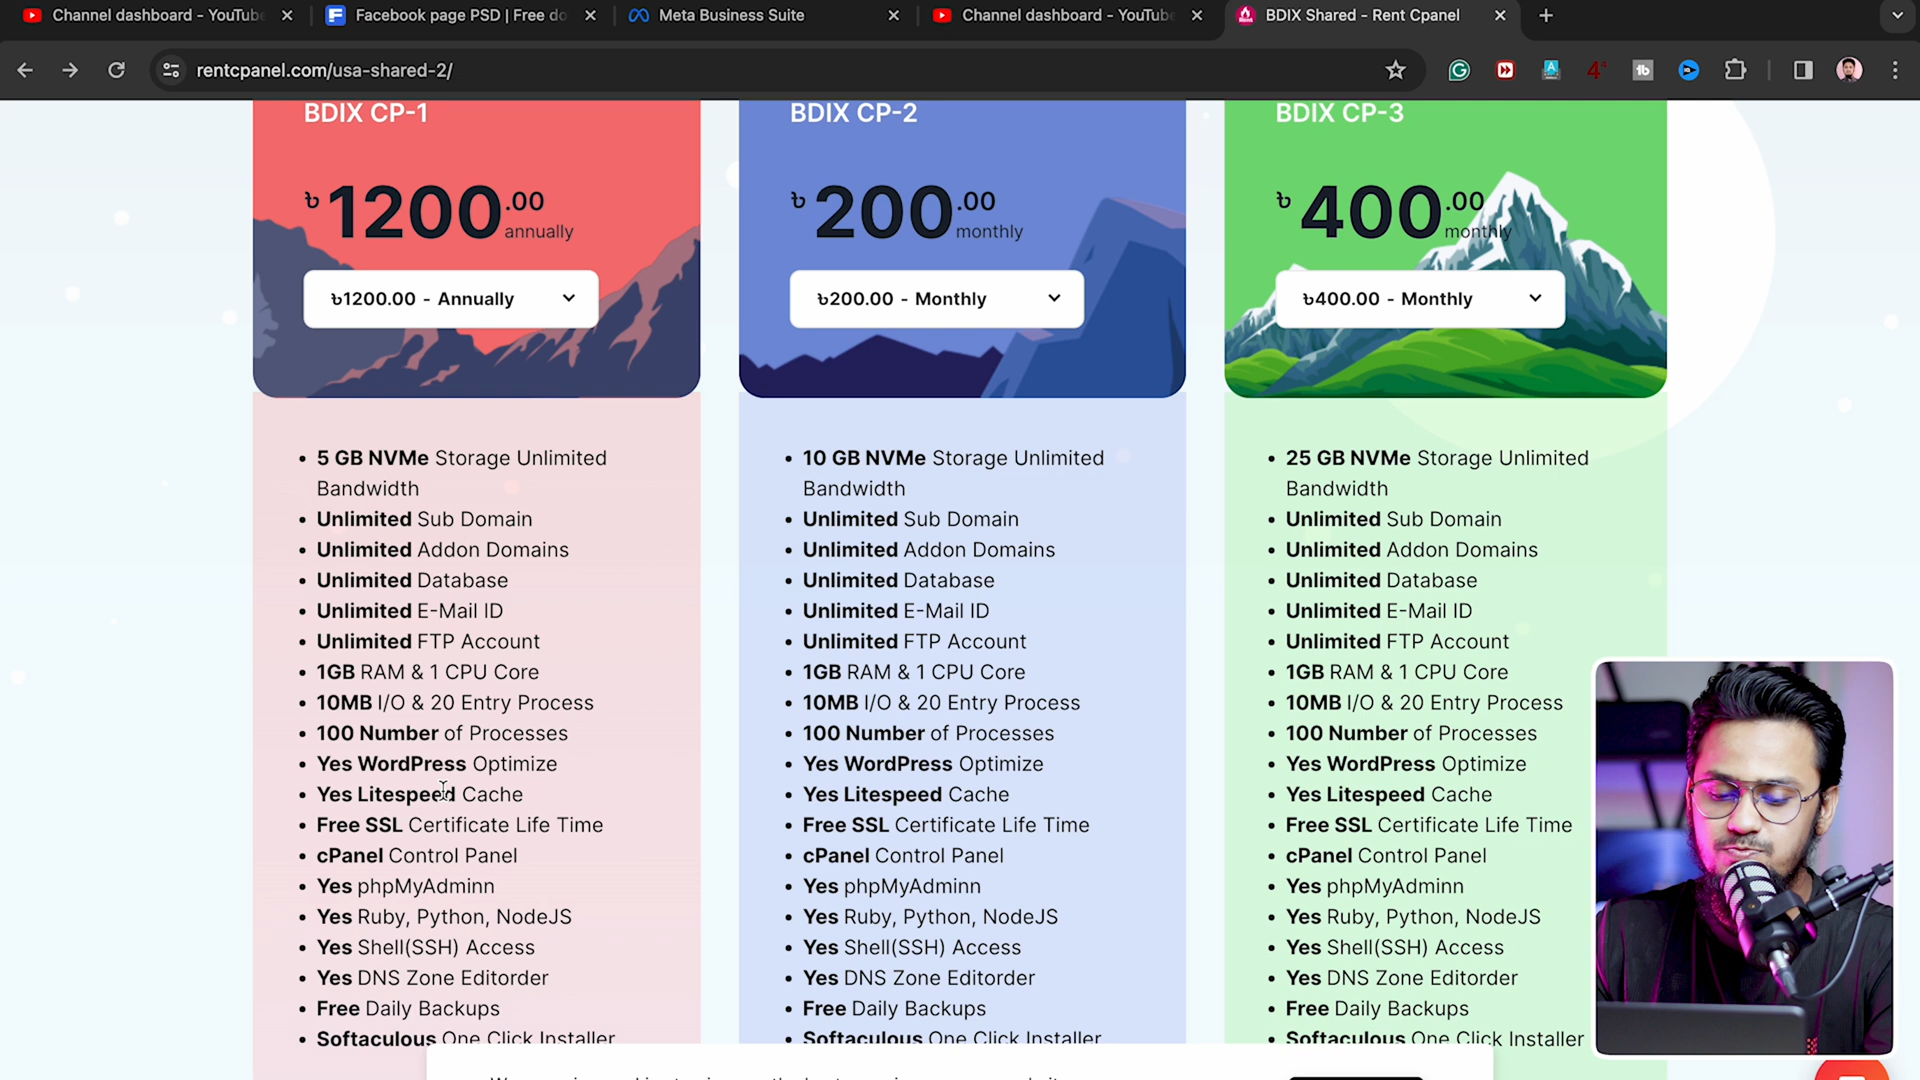 Channel dashboard - YouTube
Facebook page PSD | Free do
Meta Business Suite
Channel dashboard - YouTube
BDIX Shared - Rent Cpanel
rentcpanel.com/usa-shared-2/
BDIX CP-1
৳1200.00
annually
৳1200.00 - Annually
5 GB NVMe Storage Unlimited
Bandwidth
Unlimited Sub Domain
Unlimited Addon Domains
Unlimited Database
Unlimited E-Mail ID
Unlimited FTP Account
1GB RAM & 1 CPU Core
10MB I/O & 20 Entry Process
100 Number of Processes
Yes WordPress Optimize
Yes Litespeed Cache
Free SSL Certificate Life Time
cPanel Control Panel
Yes phpMyAdminn
Yes Ruby, Python, NodeJS
Yes Shell(SSH) Access
Yes DNS Zone Editorder
Free Daily Backups
Softaculous One Click Installer
BDIX CP-2
৳200.00
monthly
৳200.00 - Monthly
10 GB NVMe Storage Unlimited
Bandwidth
Unlimited Sub Domain
Unlimited Addon Domains
Unlimited Database
Unlimited E-Mail ID
Unlimited FTP Account
1GB RAM & 1 CPU Core
10MB I/O & 20 Entry Process
100 Number of Processes
Yes WordPress Optimize
Yes Litespeed Cache
Free SSL Certificate Life Time
cPanel Control Panel
Yes phpMyAdminn
Yes Ruby, Python, NodeJS
Yes Shell(SSH) Access
Yes DNS Zone Editorder
Free Daily Backups
Softaculous One Click Installer
BDIX CP-3
৳400.00
monthly
৳400.00 - Monthly
25 GB NVMe Storage Unlimited
Bandwidth
Unlimited Sub Domain
Unlimited Addon Domains
Unlimited Database
Unlimited E-Mail ID
Unlimited FTP Account
1GB RAM & 1 CPU Core
10MB I/O & 20 Entry Process
100 Number of Processes
Yes WordPress Optimize
Yes Litespeed Cache
Free SSL Certificate Life Time
cPanel Control Panel
Yes phpMyAdminn
Yes Ruby, Python, NodeJS
Yes Shell(SSH) Access
Yes DNS Zone Editorder
Free Daily Backups
Softaculous One Click Installer